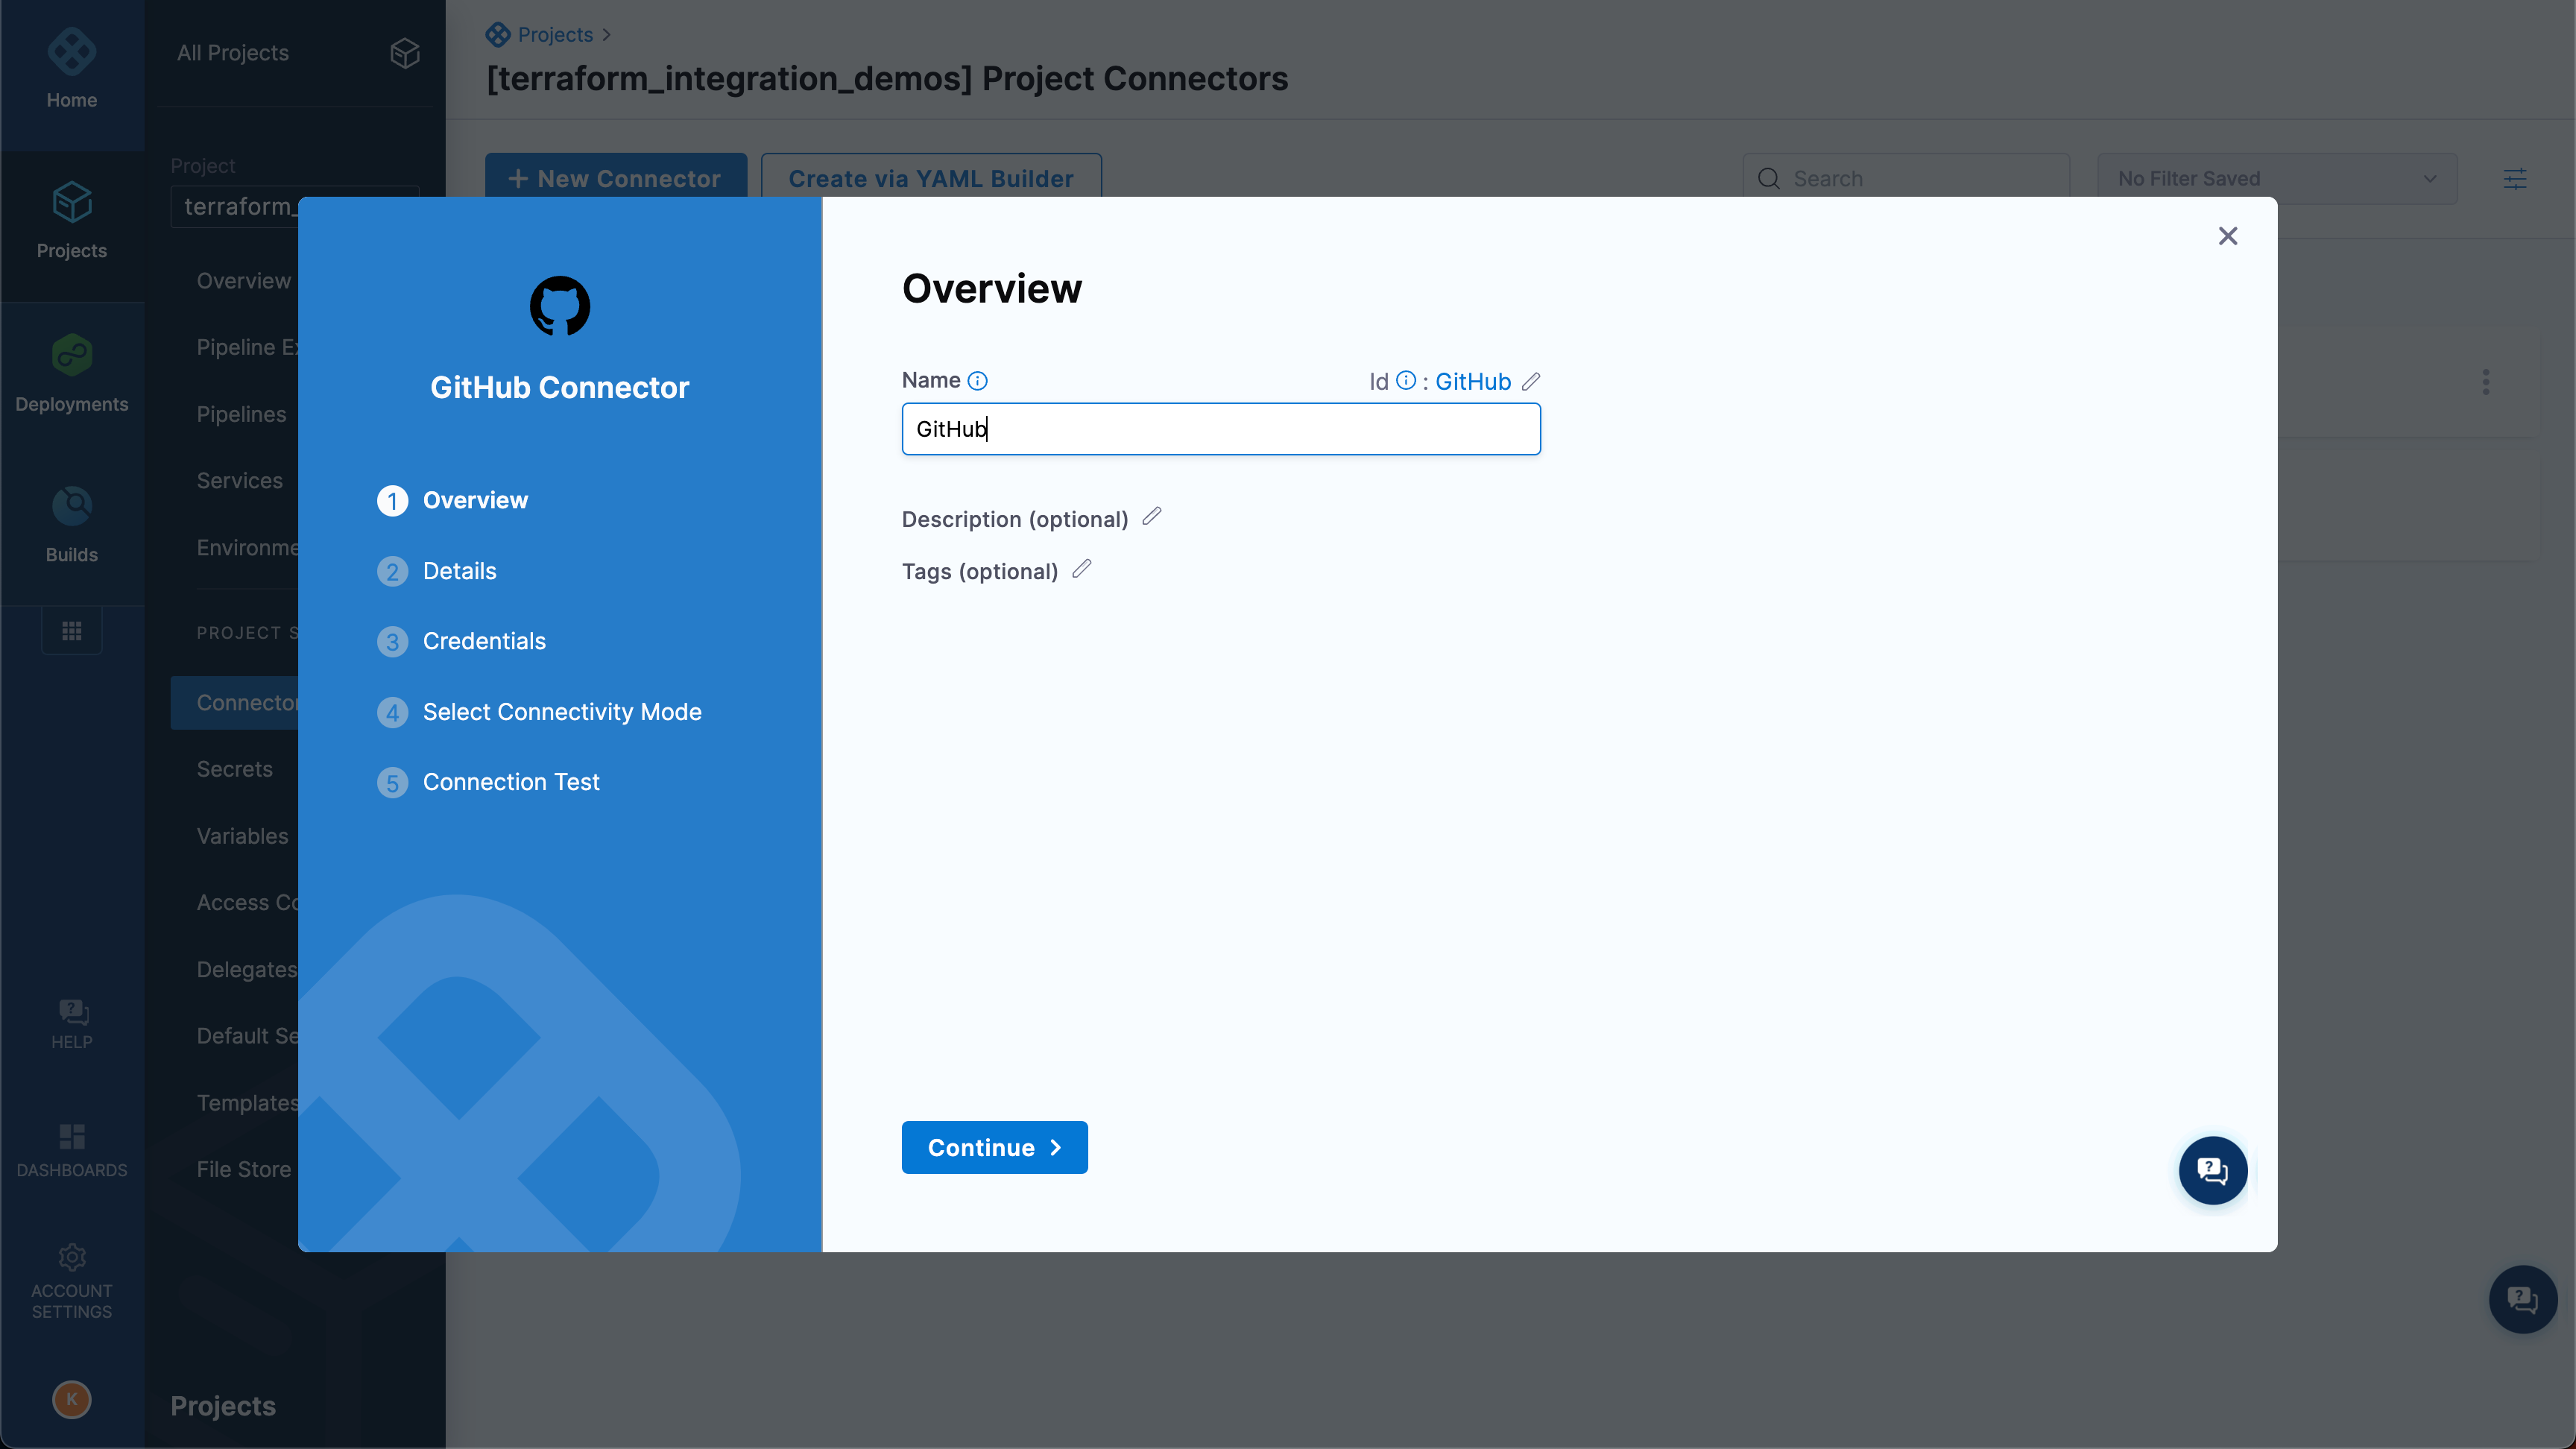 Home
Projects
Deployments
Builds
HELP
DASHBOARDS
ACCOUNT
SETTINGS
K
All Projects
Project
terraform_
Overview
Pipeline Ex
Pipelines
Services
Environme
PROJECT S
Connector
Secrets
Variables
Access Co
Delegates
Default Se
Templates
File Store
Projects
Projects >
[terraform_integration_demos] Project Connectors
+ New Connector
Create via YAML Builder
Search
No Filter Saved
GitHub Connector
1 Overview
2 Details
3 Credentials
4 Select Connectivity Mode
5 Connection Test
Overview
Name
Id : GitHub
GitHub
Description (optional)
Tags (optional)
Continue >